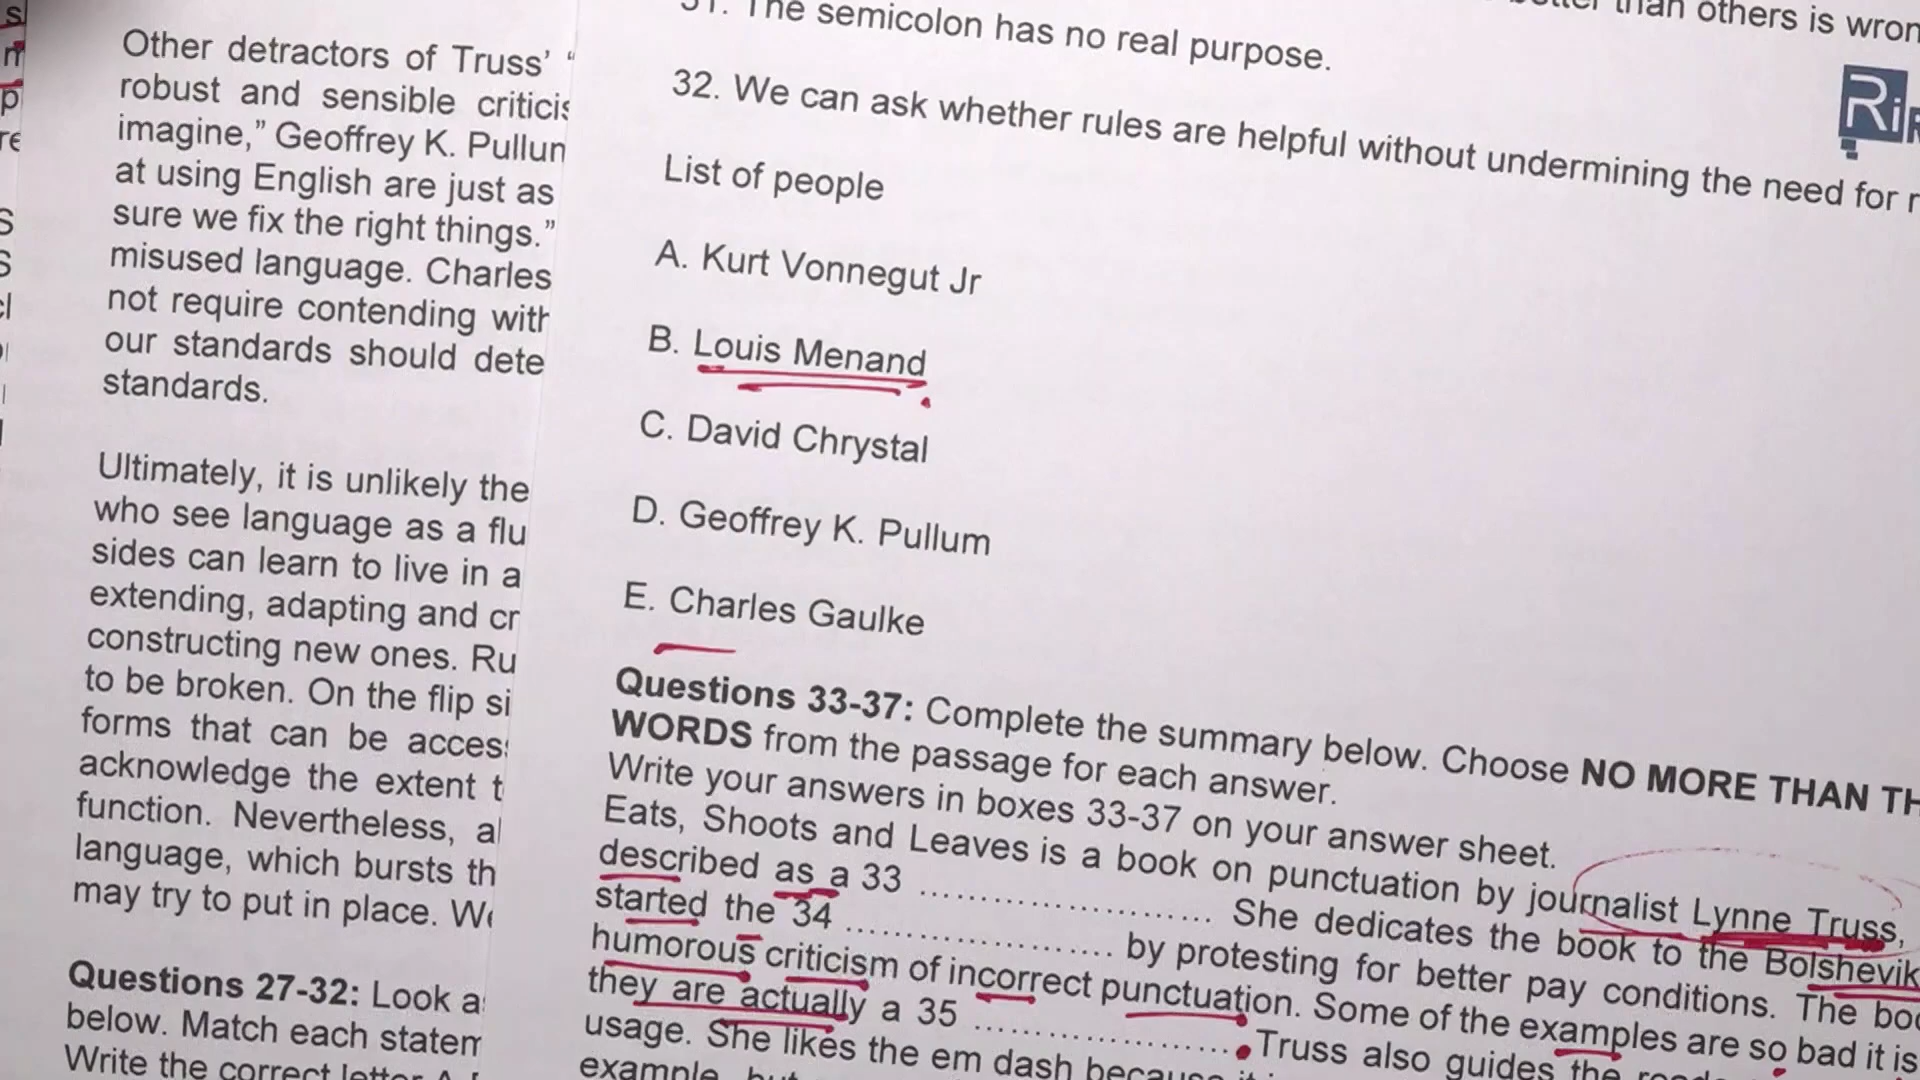 s
m
p
re
Other detractors of Truss’ “
robust and sensible criticis
imagine,” Geoffrey K. Pullun
at using English are just as
sure we fix the right things.”
misused language. Charles
not require contending with
our standards should dete
standards.
Ultimately, it is unlikely the
who see language as a flu
sides can learn to live in a
extending, adapting and cr
constructing new ones. Ru
to be broken. On the flip si
forms that can be acces
acknowledge the extent t
function. Nevertheless, al
language, which bursts th
may try to put in place. We
Questions 27-32: Look a
below. Match each statem
Write the correct letter A
than others is wron
31. The semicolon has no real purpose.
32. We can ask whether rules are helpful without undermining the need for r
List of people
A. Kurt Vonnegut Jr
B. Louis Menand
C. David Chrystal
D. Geoffrey K. Pullum
E. Charles Gaulke
Questions 33-37: Complete the summary below. Choose NO MORE THAN TH
WORDS from the passage for each answer.
Write your answers in boxes 33-37 on your answer sheet.
Eats, Shoots and Leaves is a book on punctuation by journalist Lynne Truss,
described as a 33 .................................. She dedicates the book to the Bolshevik
started the 34 ............................... by protesting for better pay conditions. The boo
humorous criticism of incorrect punctuation. Some of the examples are so bad it is
they are actually a 35 .............................. Truss also guides the
usage. She likes the em dash because it
example, but
Ri